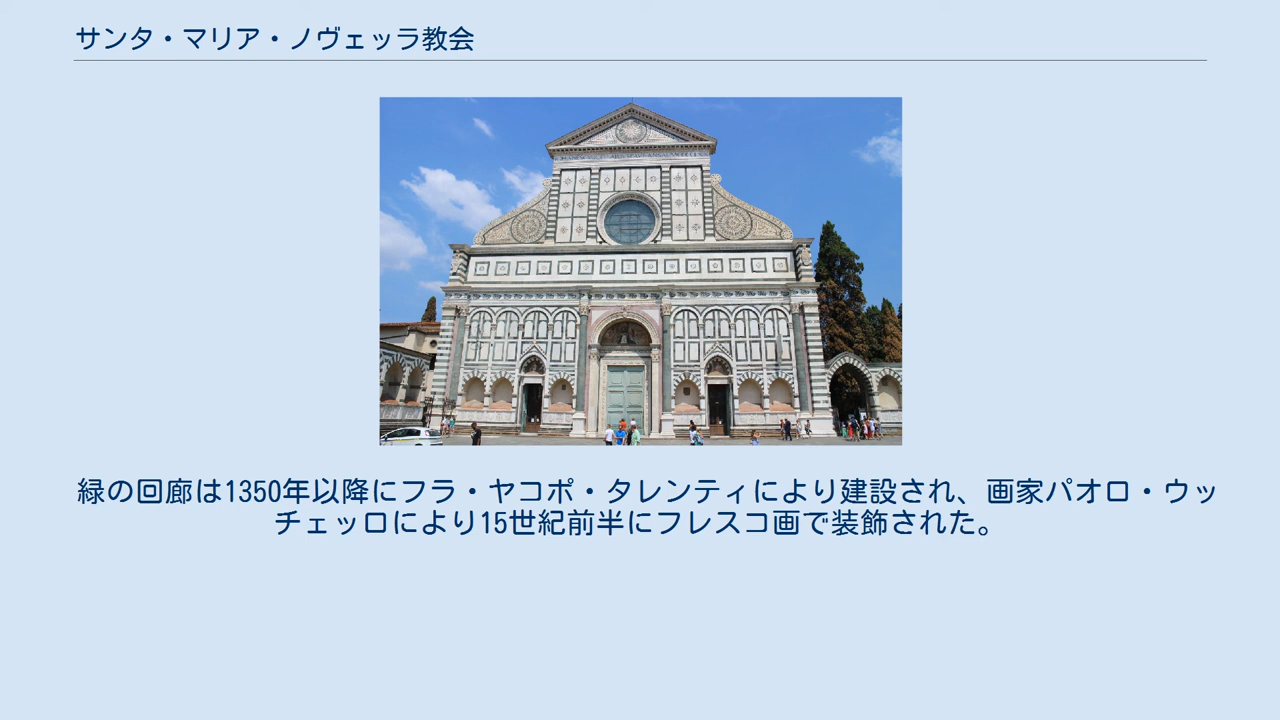 サンタ・マリア・ノヴェッラ教会
緑の回廊は1350年以降にフラ・ヤコポ・タレンティにより建設され、画家パオロ・ウッ
チェッロにより15世紀前半にフレスコ画で装飾された。